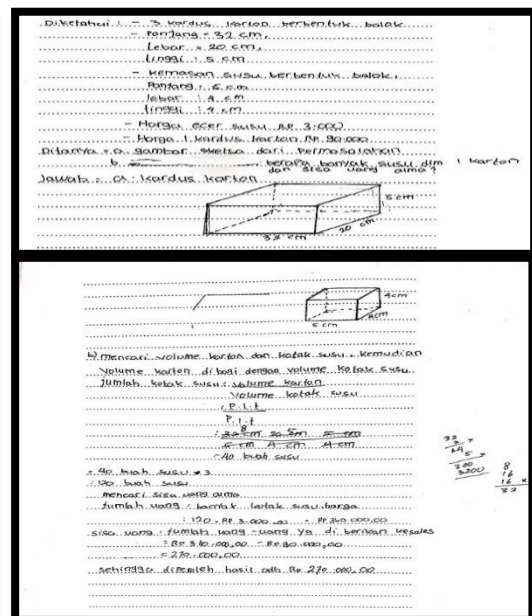 Diketahui : - 3 kardus karton berbentuk balok
- Panjang = 32 cm,
Lebar = 20 cm,
tinggi : 5 cm
- kemasan susu berbentuk balok,
Panjang : 5 cm
lebar : 4 cm
tinggi : 4 cm
- Harga ecer susu RP 3.000
- Harga 1 kardus karton RP 90.000
Ditanya = a. gambar sketsa dari permasalahan
b. berapa banyak susu dlm 1 karton
dan sisa uang alma?
Jawab = a. kardus karton
5 cm
20 cm
32 cm
4cm
4cm
5 cm
b) mencari volume karton dan kotak susu, kemudian
volume karton dibagi dengan volume kotak susu
Jumlah kotak susu : volume karton
volume kotak susu
: P.l.t
P.l.t
8 5
: 32 cm 20 cm 5 cm
5 cm 4 cm 4 cm
= 40 buah susu
= 40 buah susu * 3
: 120 buah susu
mencari sisa uang alma
Jumlah uang : banyak kotak susu . harga
: 120 . RP 3.000,00 = RP 360.000,00
sisa uang : Jumlah uang - uang yg di berikan kesales
= RP 360.000,00 - RP 90.000,00
= 270.000,00
sehingga diperoleh hasil adh Rp 270.000,00